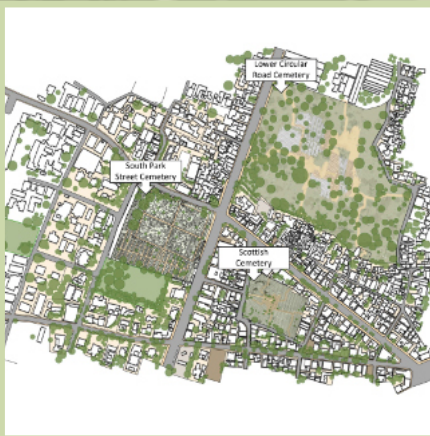 Lower Circular
Road Cemetery
South Park
Street Cemetery
Scottish
Cemetery